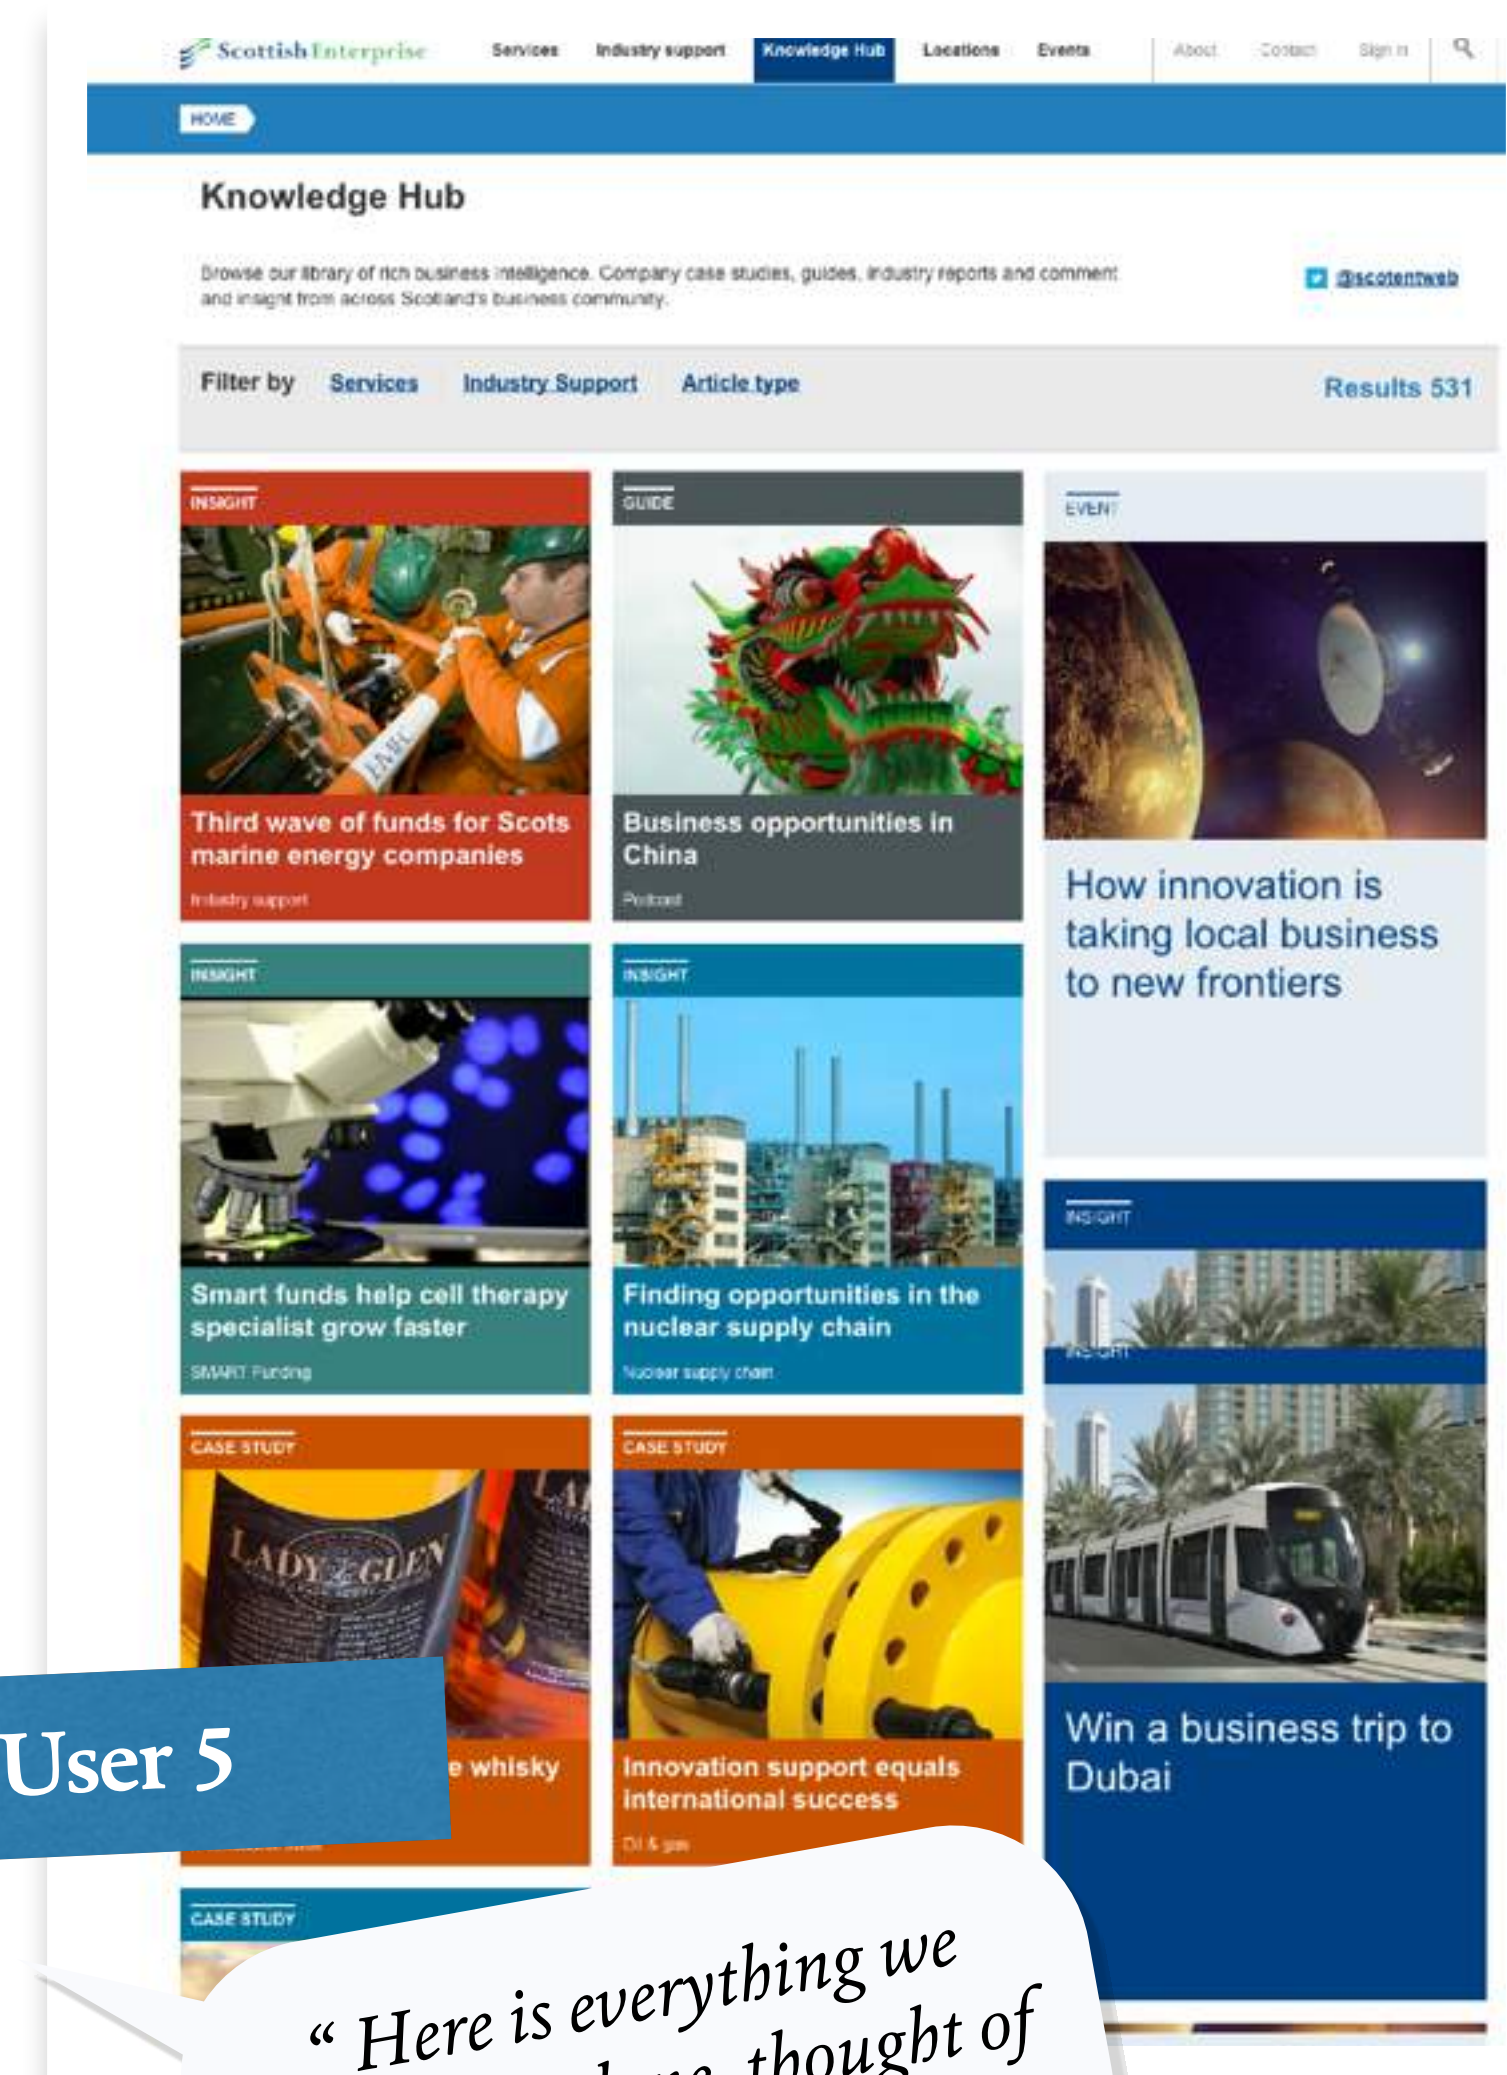 Scottish Enterprise
Services Industry support Knowledge Hub Locations Events About Contact Sign in
HOME
Knowledge Hub
Browse our library of rich business intelligence. Company case studies, guides, industry reports and comment
and insight from across Scotland's business community.
@scotentweb
Filter by Services Industry Support Article type Results 531
INSIGHT
Third wave of funds for Scots
marine energy companies
Industry support
GUIDE
Business opportunities in
China
Podcast
EVENT
How innovation is
taking local business
to new frontiers
INSIGHT
Smart funds help cell therapy
specialist grow faster
SMART Funding
INSIGHT
Finding opportunities in the
nuclear supply chain
Nuclear supply chain
INSIGHT
INSIGHT
Win a business trip to
Dubai
CASE STUDY
LADY of the GLEN
whisky
CASE STUDY
Innovation support equals
international success
Oil & gas
CASE STUDY
User 5
“ Here is everything we
thought of